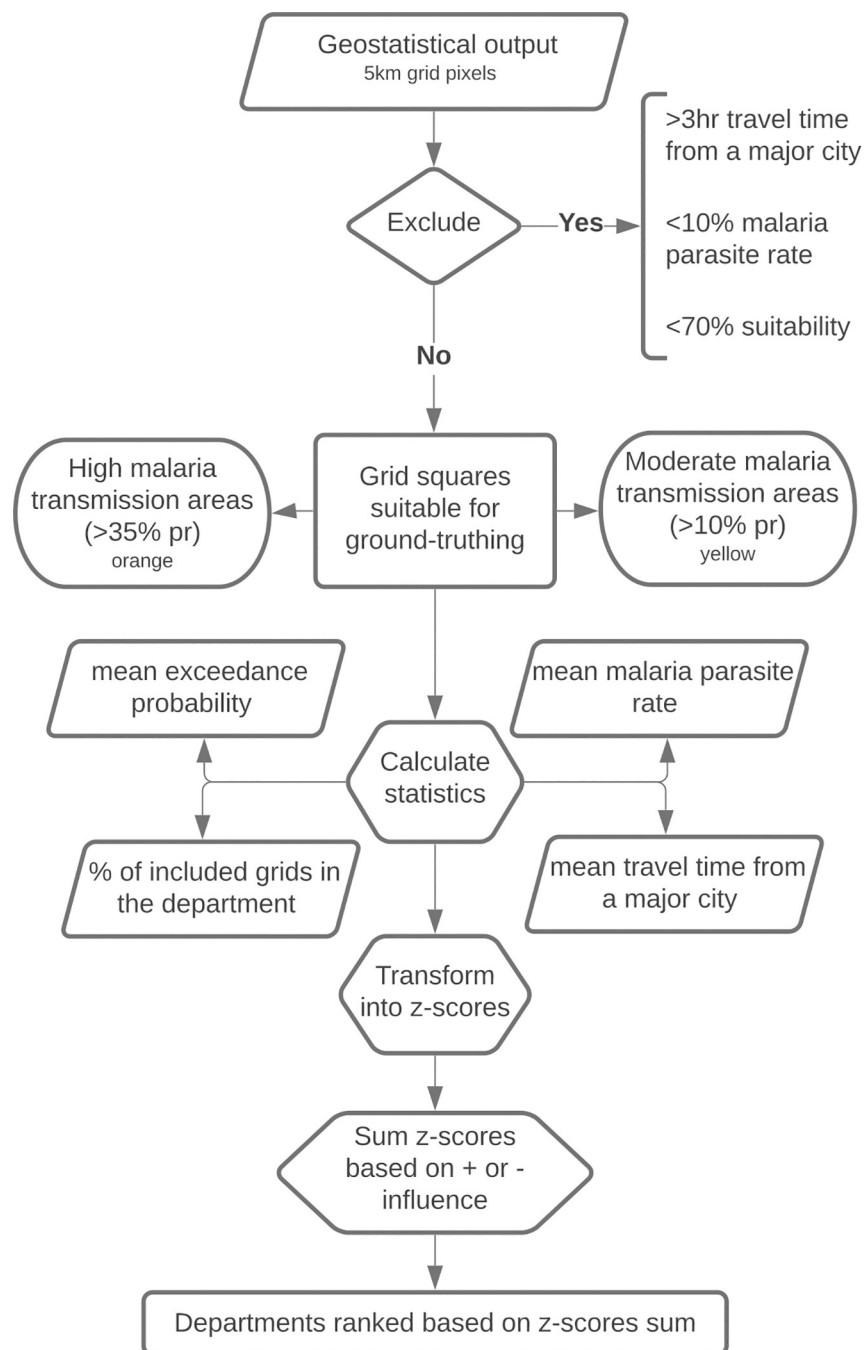 Geostatistical output
5km grid pixels
>3hr travel time
from a major city
Exclude
Yes
<10% malaria
parasite rate
<70% suitability
No
High malaria
transmission areas
(>35% pr)
orange
Grid squares
suitable for
ground-truthing
Moderate malaria
transmission areas
(>10% pr)
yellow
mean exceedance
probability
mean malaria parasite
rate
Calculate
statistics
% of included grids in
the department
mean travel time from
a major city
Transform
into z-scores
Sum z-scores
based on + or -
influence
Departments ranked based on z-scores sum